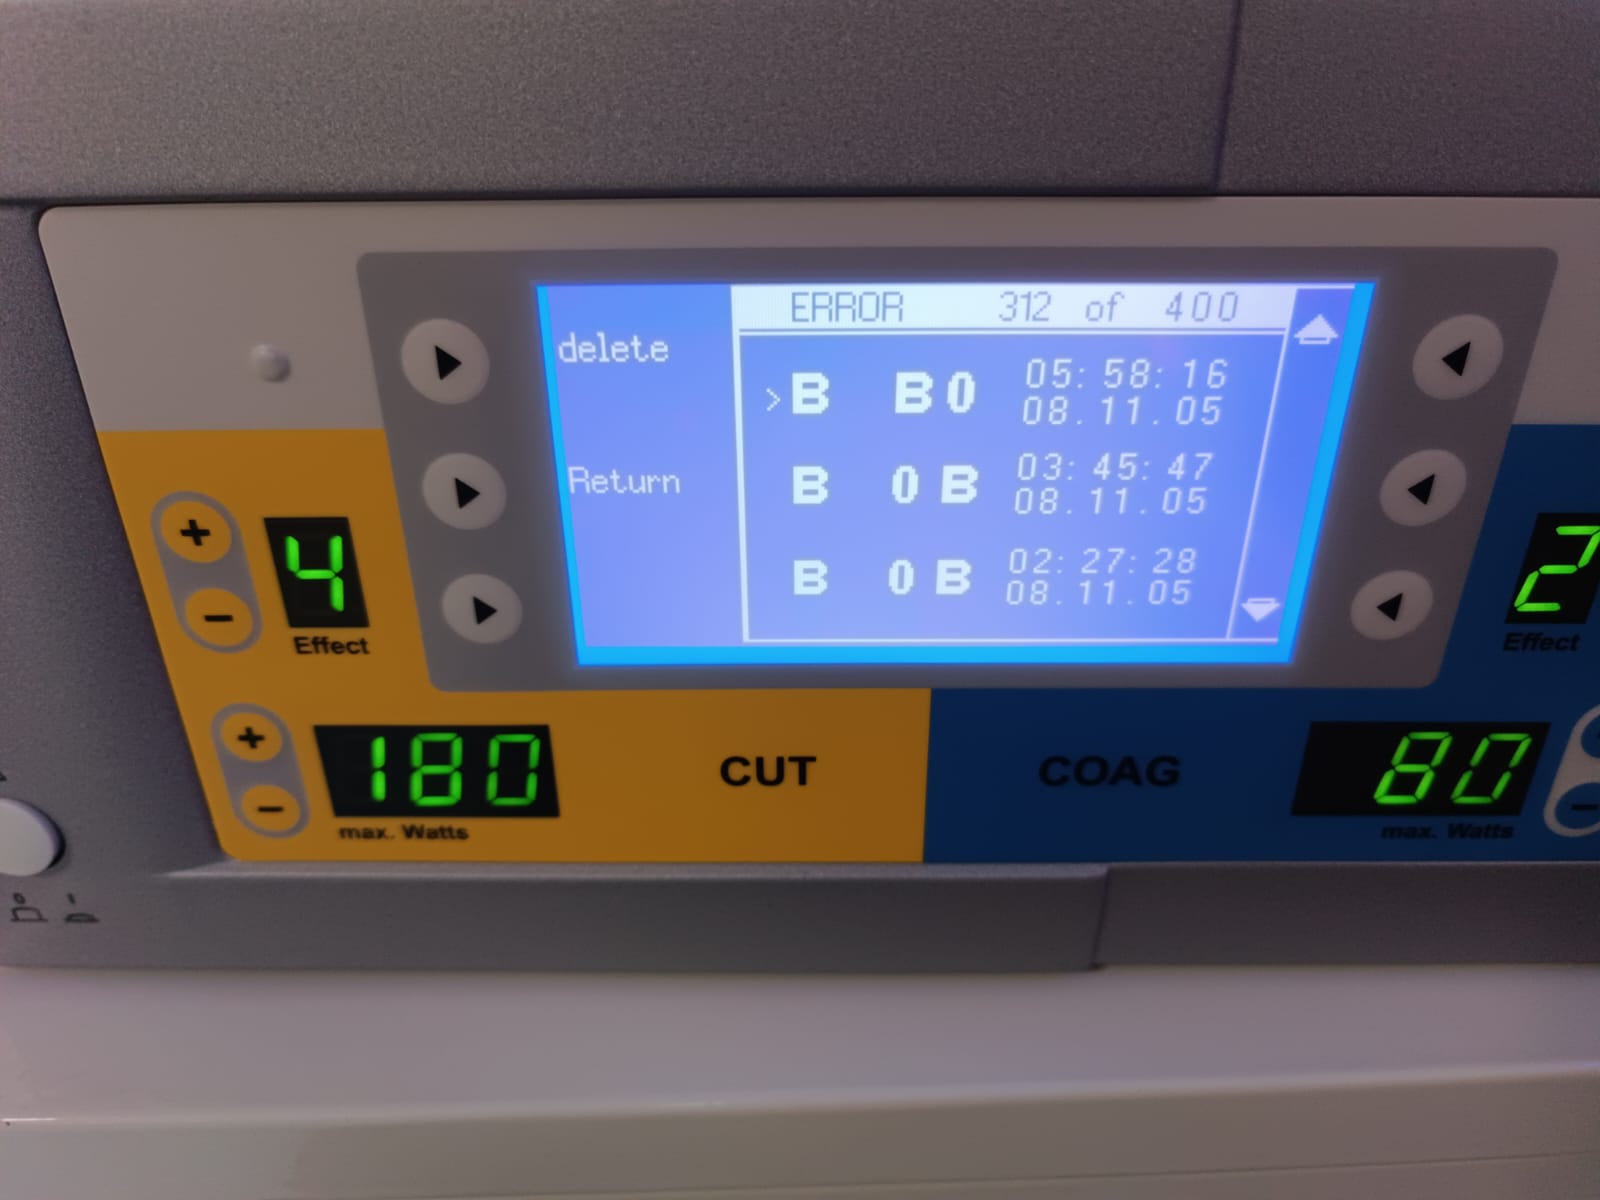 ERROR 312 of 400
delete
> B B0 05:58:16
08.11.05
Return
B 0B 03:45:47
08.11.05
B 0B 02:27:28
08.11.05
+
4
-
Effect
2
Effect
+
180
-
max. Watts
CUT
COAG
80
-
max. Watts